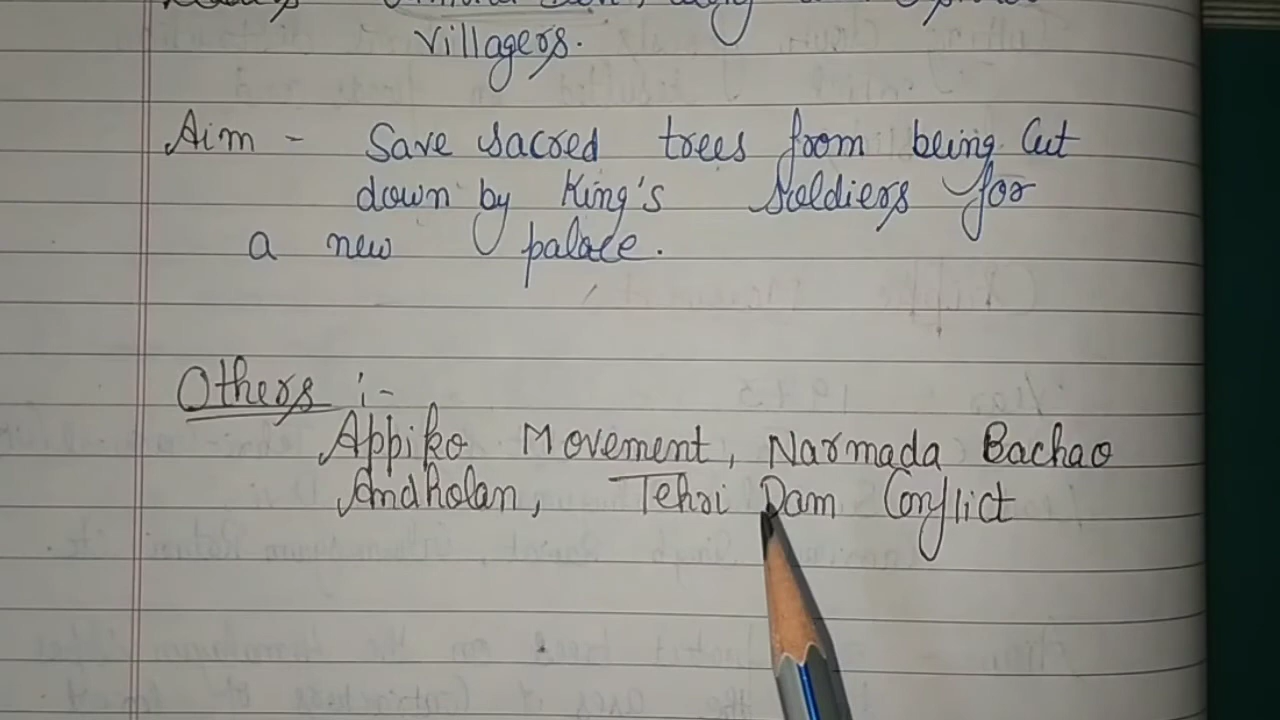 villagers.
Aim - Save sacred trees from being Cut
down by King's Soldiers for
a new palace.
Others :-
Appiko Movement, Narmada Bachao
Andholan, Tehri Dam Conflict